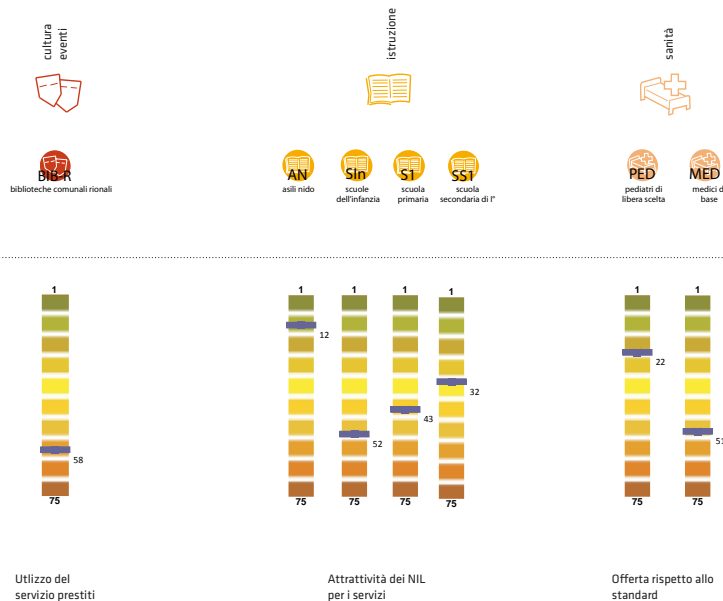 cultura
eventi
istruzione
sanità
BIB-R
biblioteche comunali rionali
AN
asili nido
SIn
scuole
dell'infanzia
S1
scuola
primaria
SS1
scuola
secondaria di I°
PED
pediatri di
libera scelta
MED
medici d
base
1
1
1
1
1
1
1
12
22
32
43
52
51
58
75
75
75
75
75
75
75
Utlizzo del
servizio prestiti
Attrattività dei NIL
per i servizi
Offerta rispetto allo
standard